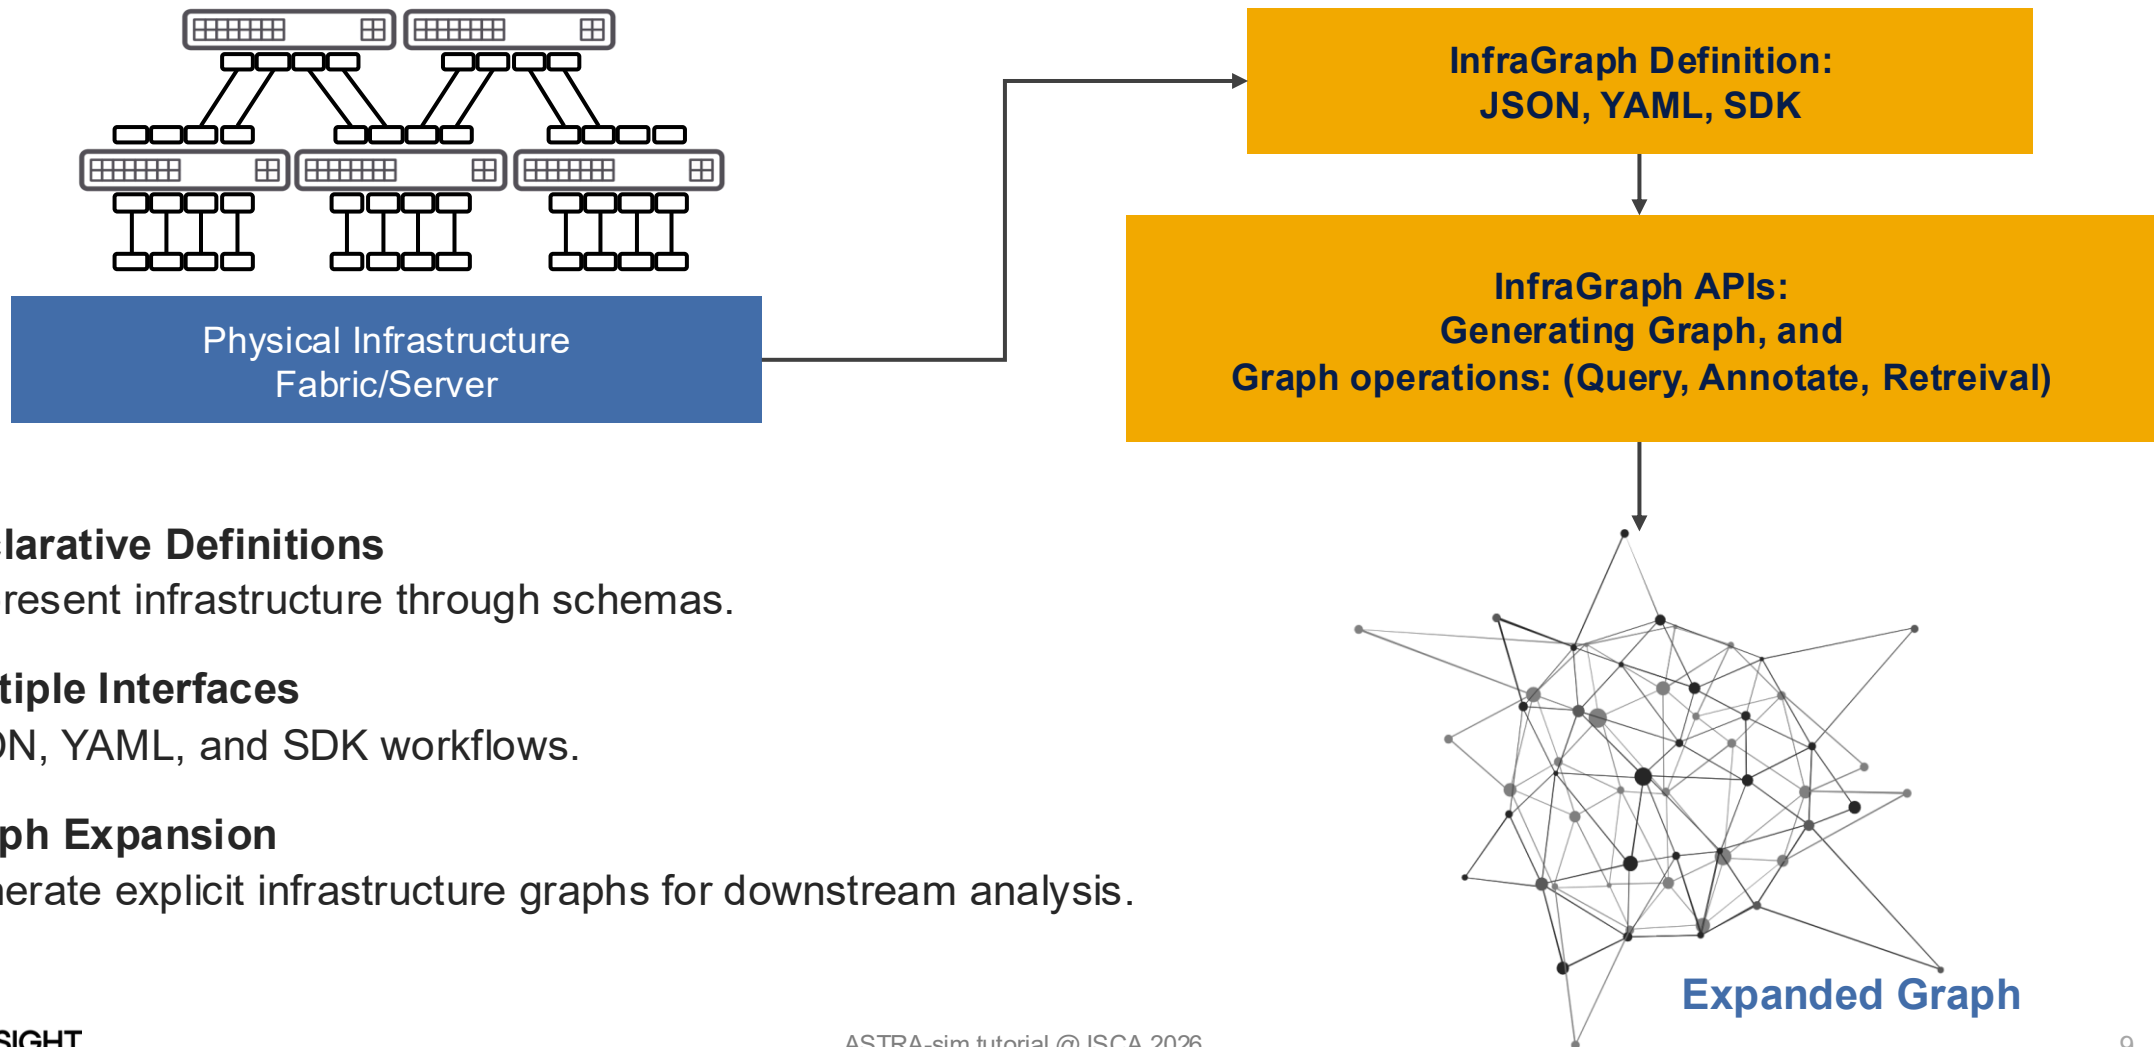 InfraGraph Definition:
JSON, YAML, SDK
Physical Infrastructure
Fabric/Server
InfraGraph APIs:
Generating Graph, and
Graph operations: (Query, Annotate, Retreival)
larative Definitions
resent infrastructure through schemas.
tiple Interfaces
N, YAML, and SDK workflows.
ph Expansion
nerate explicit infrastructure graphs for downstream analysis.
Expanded Graph
SIGHT
ASTRA-sim tutorial @ ISCA 2026
9